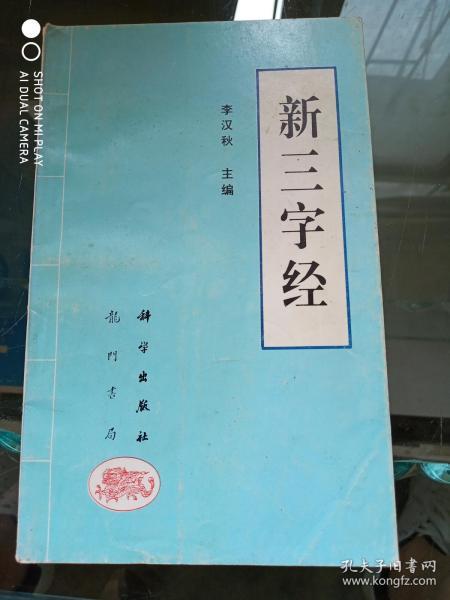 新三字经
李汉秋 主编
科学出版社
龍門書局
SHOT ON MI PLAY
AI DUAL CAMERA
孔夫子旧书网
www.kongfz.com